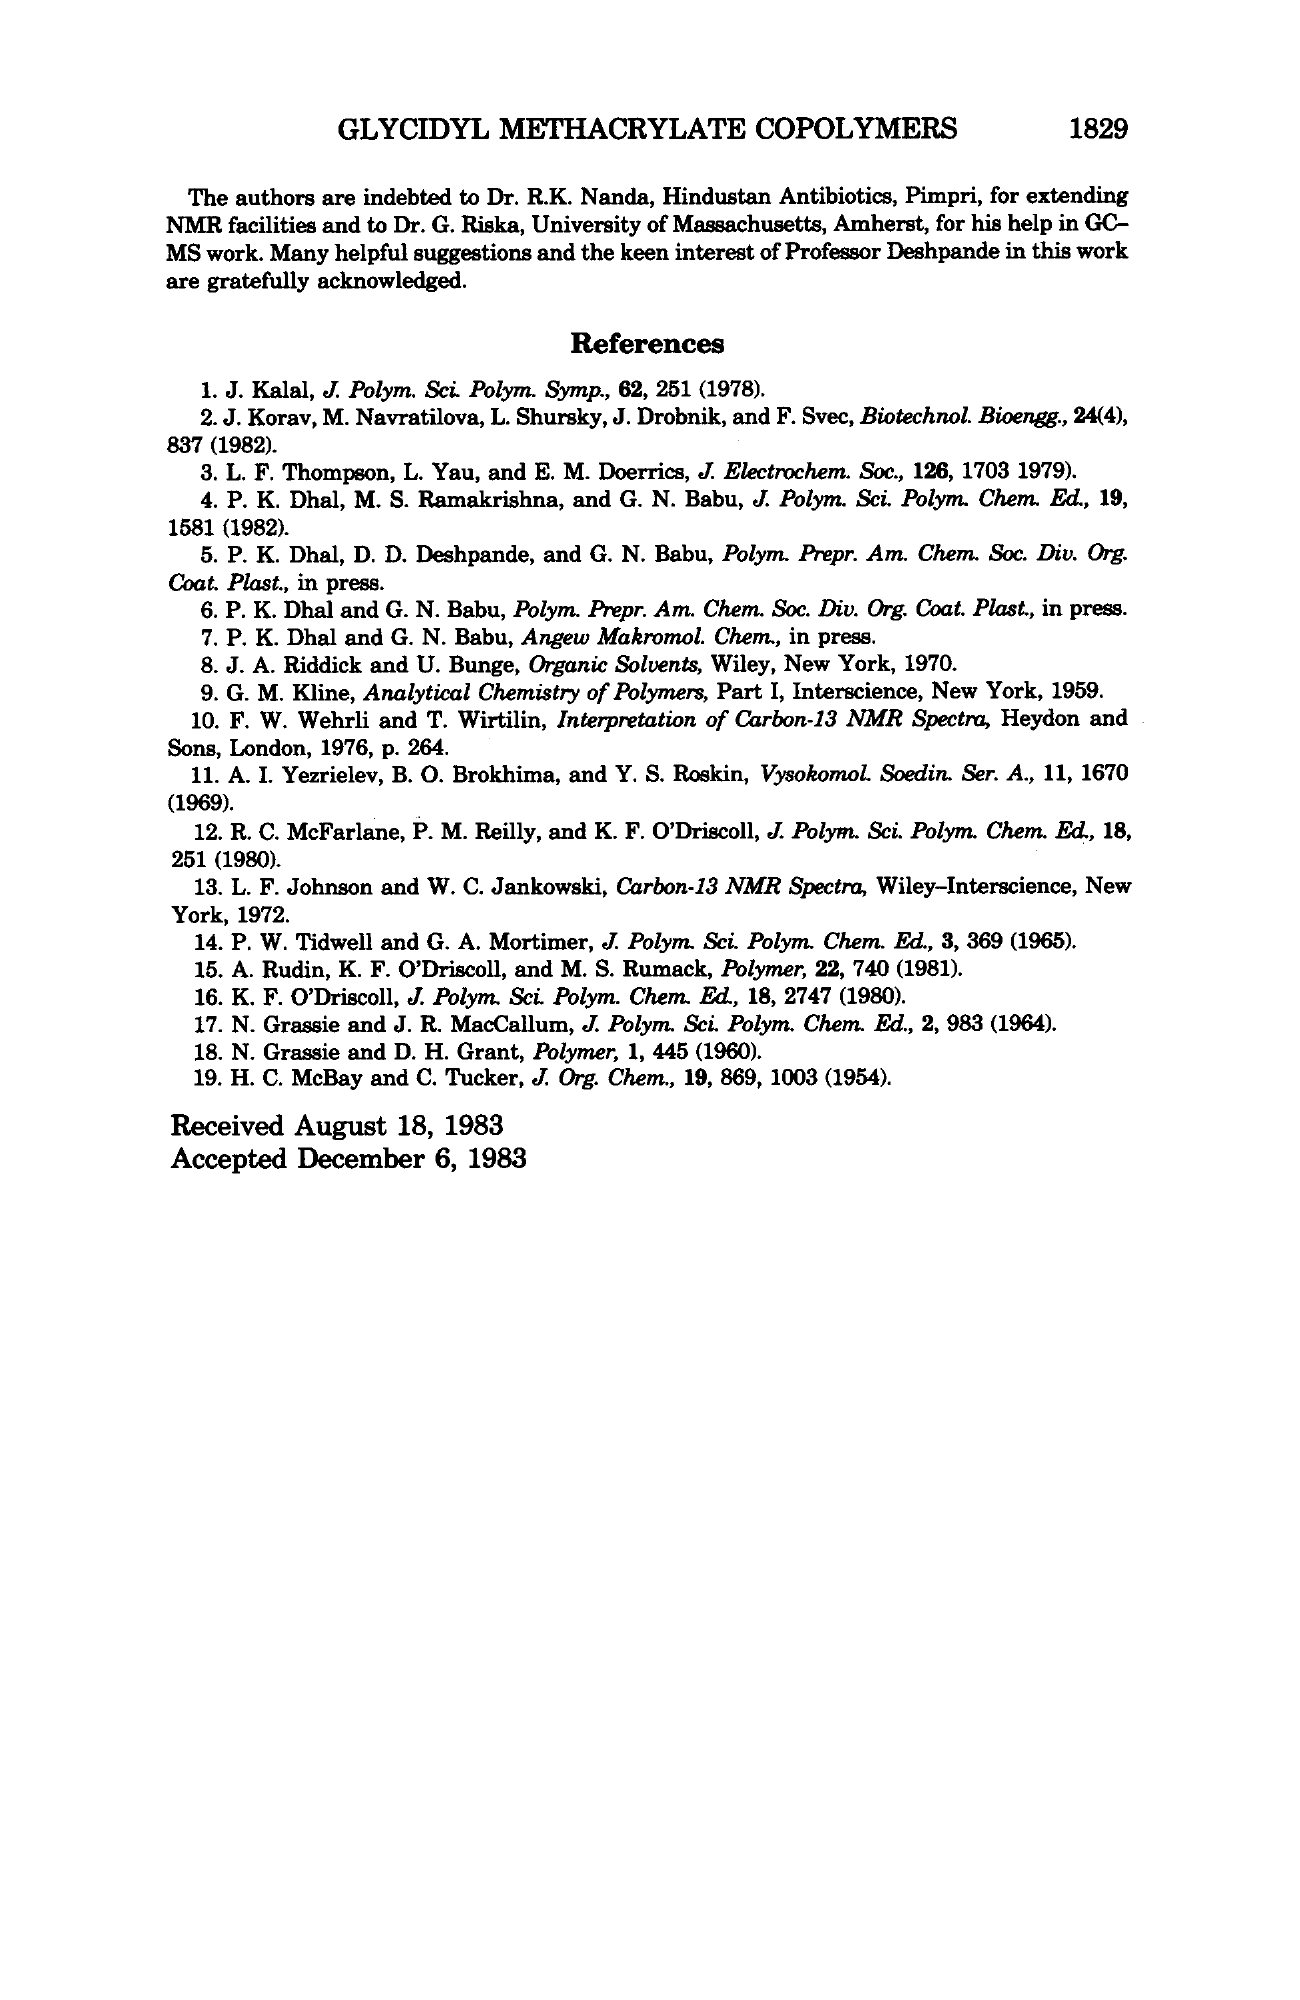 GLYCIDYL METHACRYLATE COPOLYMERS 1829
The authors are indebted to Dr. R.K. Nanda, Hindustan Antibiotics, Pimpri, for extending
NMR facilities and to Dr. G. Riska, University of Massachusetts, Amherst, for his help in GC–
MS work. Many helpful suggestions and the keen interest of Professor Deshpande in this work
are gratefully acknowledged.
References
1. J. Kalal, J. Polym. Sci. Polym. Symp., 62, 251 (1978).
2. J. Korav, M. Navratilova, L. Shursky, J. Drobnik, and F. Svec, Biotechnol. Bioengg., 24(4),
837 (1982).
3. L. F. Thompson, L. Yau, and E. M. Doerrics, J. Electrochem. Soc., 126, 1703 1979).
4. P. K. Dhal, M. S. Ramakrishna, and G. N. Babu, J. Polym. Sci. Polym. Chem. Ed., 19,
1581 (1982).
5. P. K. Dhal, D. D. Deshpande, and G. N. Babu, Polym. Prepr. Am. Chem. Soc. Div. Org.
Coat. Plast., in press.
6. P. K. Dhal and G. N. Babu, Polym. Prepr. Am. Chem. Soc. Div. Org. Coat. Plast., in press.
7. P. K. Dhal and G. N. Babu, Angew Makromol. Chem., in press.
8. J. A. Riddick and U. Bunge, Organic Solvents, Wiley, New York, 1970.
9. G. M. Kline, Analytical Chemistry of Polymers, Part I, Interscience, New York, 1959.
10. F. W. Wehrli and T. Wirtilin, Interpretation of Carbon-13 NMR Spectra, Heydon and
Sons, London, 1976, p. 264.
11. A. I. Yezrielev, B. O. Brokhima, and Y. S. Roskin, Vysokomol. Soedin. Ser. A., 11, 1670
(1969).
12. R. C. McFarlane, P. M. Reilly, and K. F. O'Driscoll, J. Polym. Sci. Polym. Chem. Ed., 18,
251 (1980).
13. L. F. Johnson and W. C. Jankowski, Carbon-13 NMR Spectra, Wiley–Interscience, New
York, 1972.
14. P. W. Tidwell and G. A. Mortimer, J. Polym. Sci. Polym. Chem. Ed., 3, 369 (1965).
15. A. Rudin, K. F. O'Driscoll, and M. S. Rumack, Polymer, 22, 740 (1981).
16. K. F. O'Driscoll, J. Polym. Sci. Polym. Chem. Ed., 18, 2747 (1980).
17. N. Grassie and J. R. MacCallum, J. Polym. Sci. Polym. Chem. Ed., 2, 983 (1964).
18. N. Grassie and D. H. Grant, Polymer, 1, 445 (1960).
19. H. C. McBay and C. Tucker, J. Org. Chem., 19, 869, 1003 (1954).
Received August 18, 1983
Accepted December 6, 1983